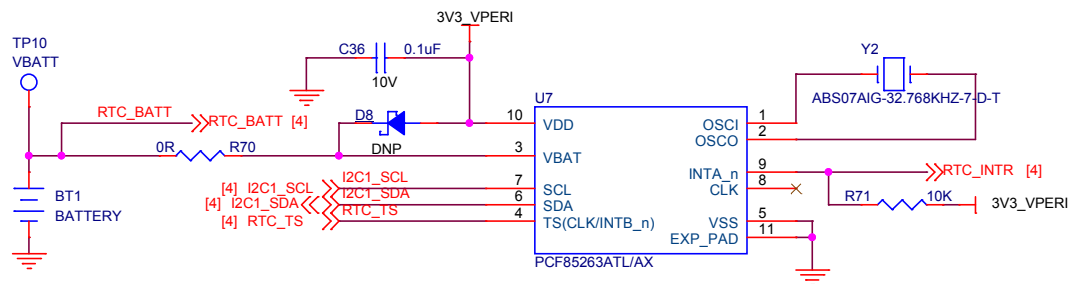 3V3_VPERI
TP10
VBATT
C36 0.1uF
10V
Y2
ABS07AIG-32.768KHZ-7-D-T
RTC_BATT
RTC_BATT [4]
D8
DNP
U7
10 VDD
OSCI 1
OSCO 2
0R R70
3 VBAT
INTA_n 9
RTC_INTR [4]
CLK 8
BT1
BATTERY
[4] I2C1_SCL I2C1_SCL 7 SCL
[4] I2C1_SDA I2C1_SDA 6 SDA
[4] RTC_TS RTC_TS 4 TS(CLK/INTB_n)
R71 10K 3V3_VPERI
VSS 5
EXP_PAD 11
PCF85263ATL/AX